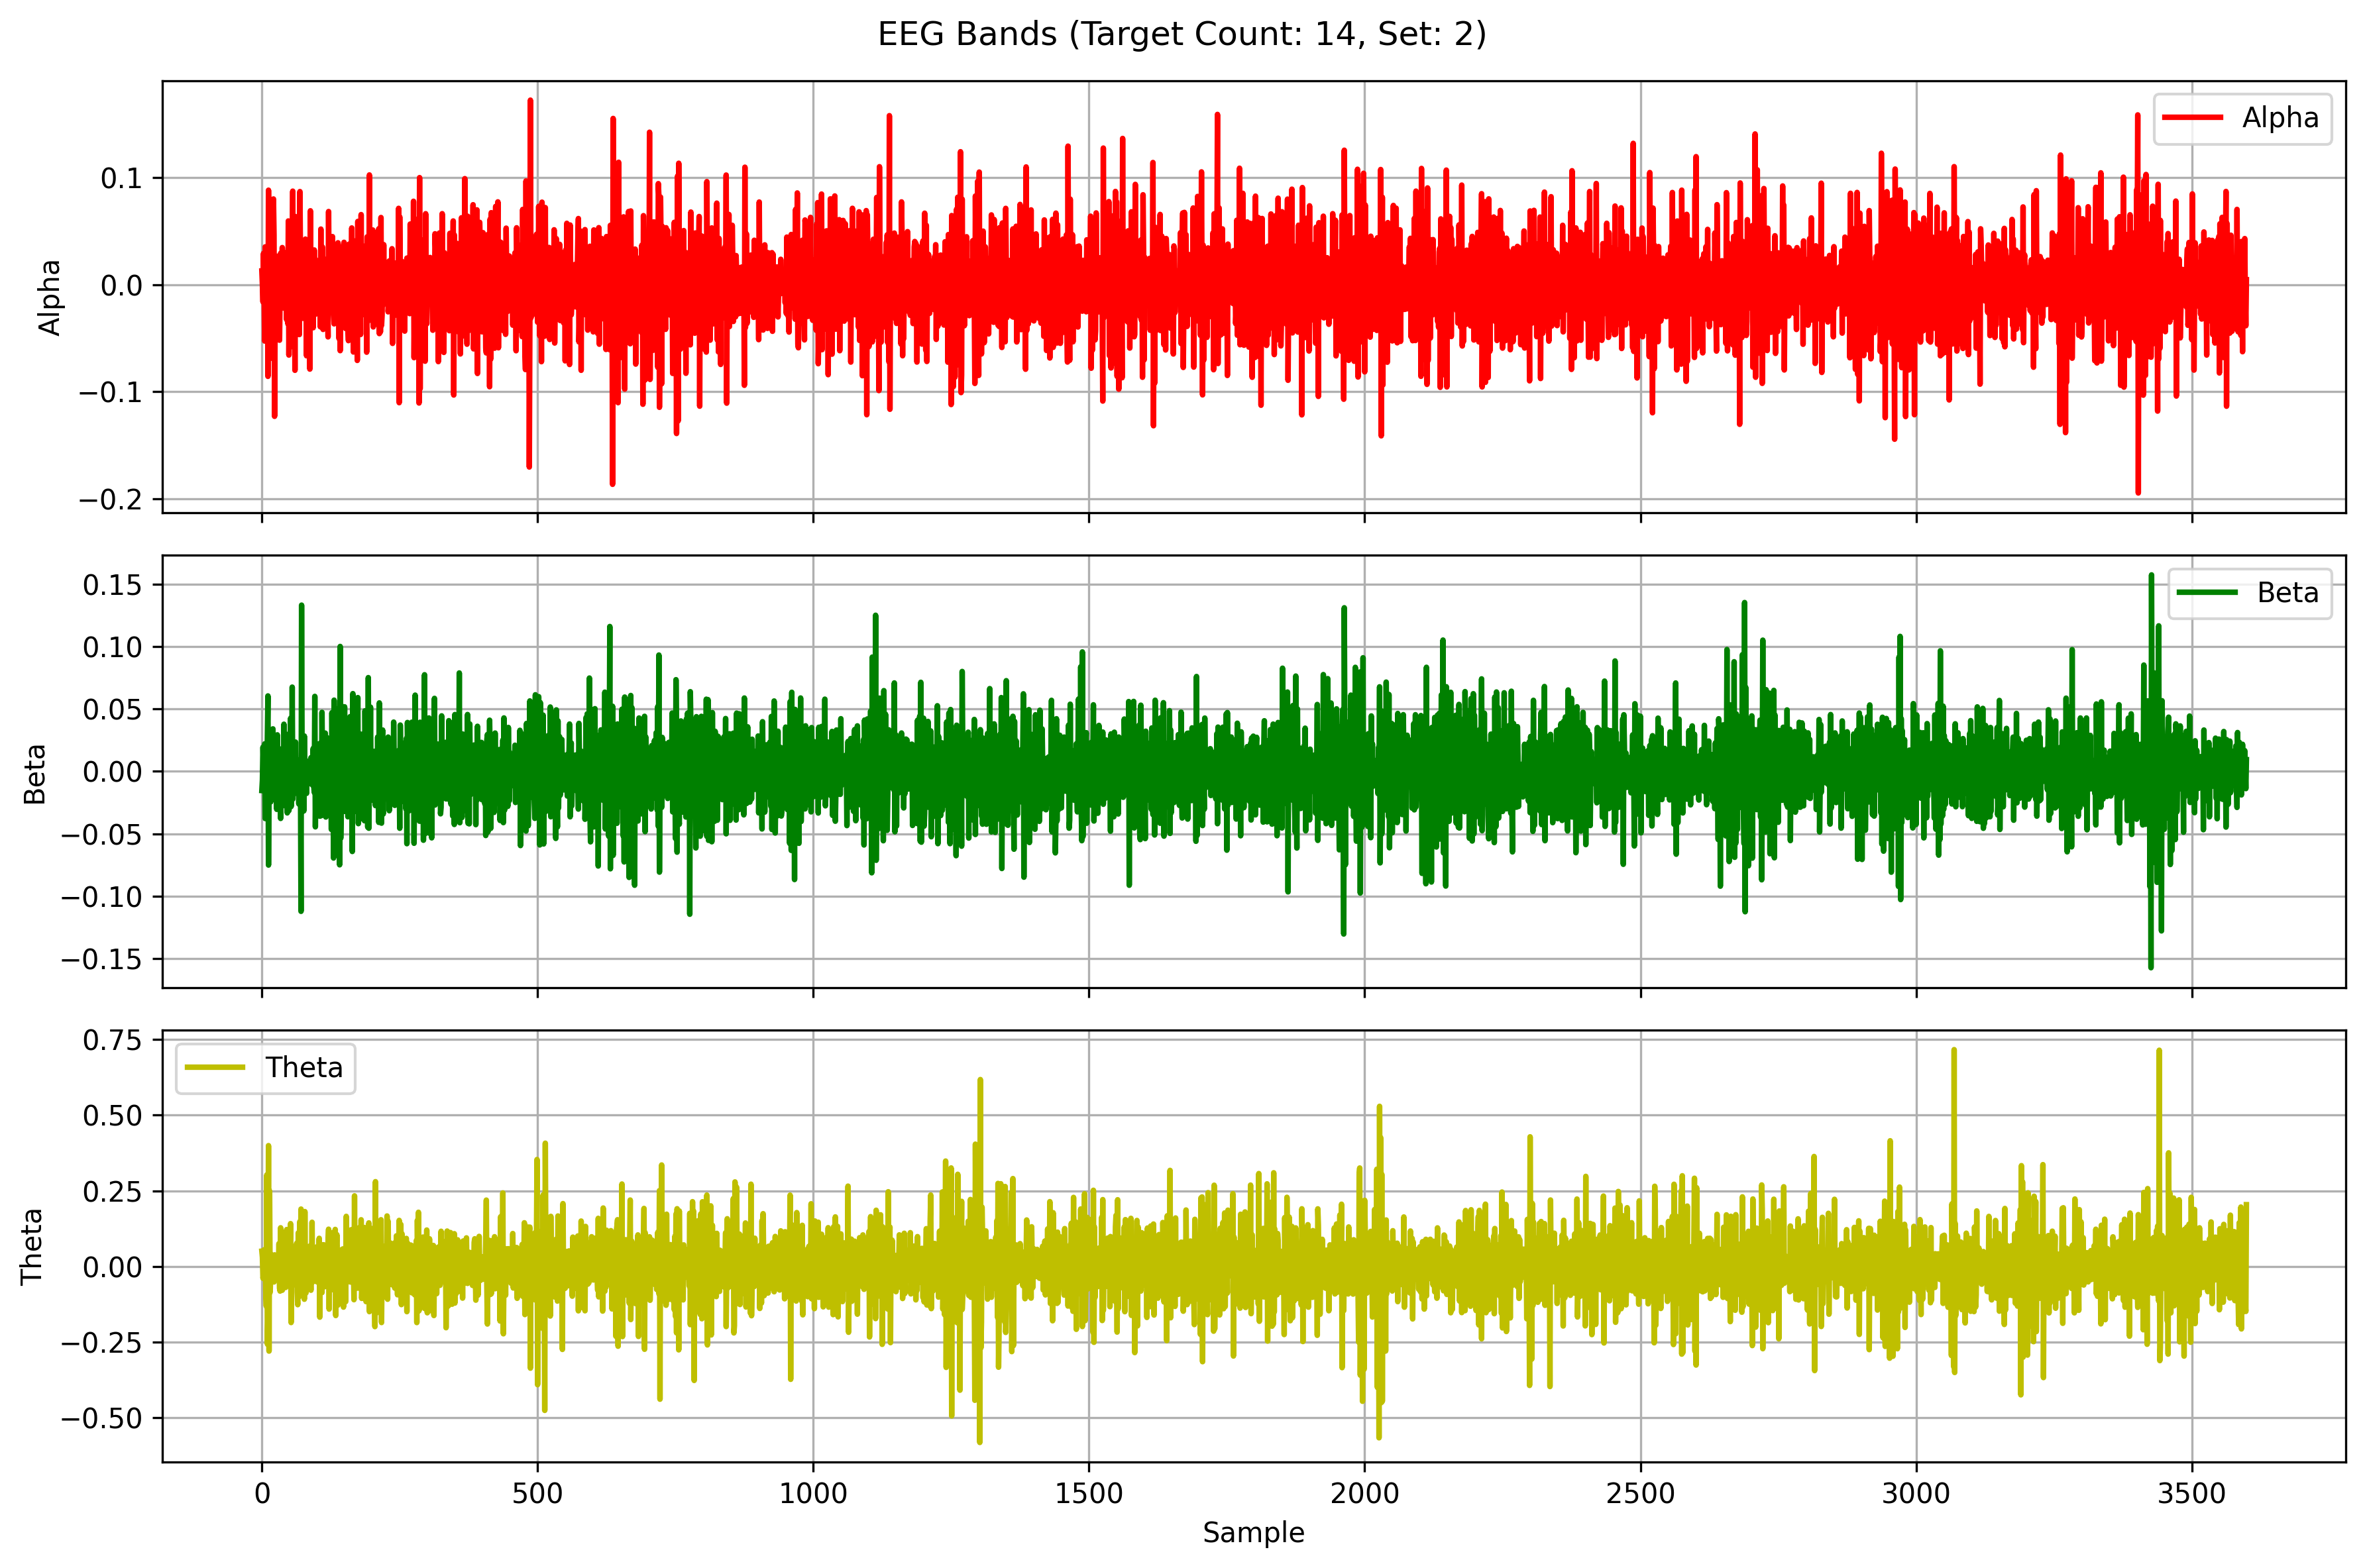 EEG Bands (Target Count: 14, Set: 2)
Alpha
0.1
0.0
−0.1
−0.2
Alpha
Beta
0.15
0.10
0.05
0.00
−0.05
−0.10
−0.15
Beta
Theta
0.75
0.50
0.25
0.00
−0.25
−0.50
Theta
0 500 1000 1500 2000 2500 3000 3500
Sample